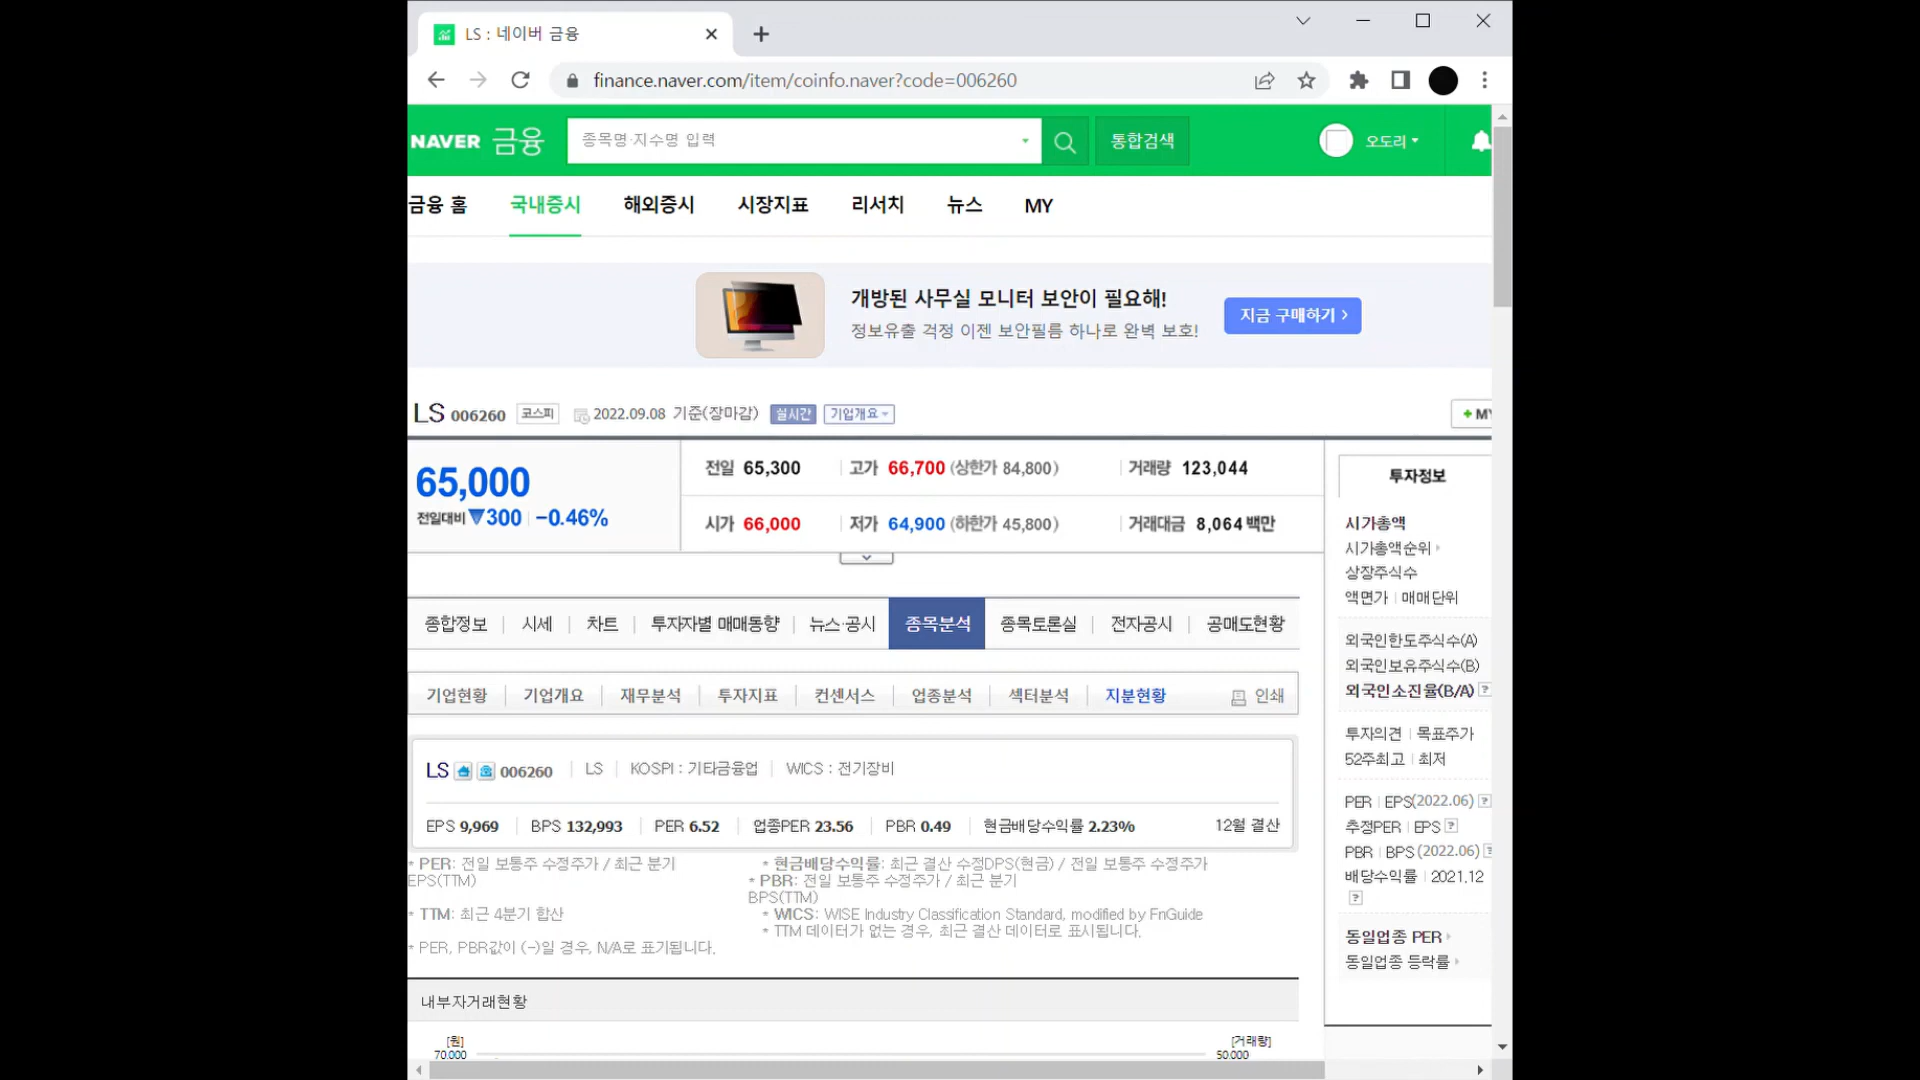 LS : 네이버 금융
finance.naver.com/item/coinfo.naver?code=006260
NAVER 금융 종목명·지수명 입력 통합검색 오도리
금융 홈 국내증시 해외증시 시장지표 리서치 뉴스 MY
개방된 사무실 모니터 보안이 필요해!
정보유출 걱정 이젠 보안필름 하나로 완벽 보호!
지금 구매하기 >
LS 006260 코스피 2022.09.08 기준(장마감) 실시간 기업개요 + MY
65,000
전일대비 ▼300 -0.46%
전일 65,300 고가 66,700 (상한가 84,800) 거래량 123,044
시가 66,000 저가 64,900 (하한가 45,800) 거래대금 8,064 백만
종합정보 시세 차트 투자자별 매매동향 뉴스·공시 종목분석 종목토론실 전자공시 공매도현황
기업현황 기업개요 재무분석 투자지표 컨센서스 업종분석 섹터분석 지분현황 인쇄
LS 006260 LS KOSPI : 기타금융업 WICS : 전기장비
EPS 9,969 BPS 132,993 PER 6.52 업종PER 23.56 PBR 0.49 현금배당수익률 2.23% 12월 결산
* PER: 전일 보통주 수정주가 / 최근 분기 EPS(TTM)
* 현금배당수익률: 최근 결산 수정DPS(현금) / 전일 보통주 수정주가
* PBR: 전일 보통주 수정주가 / 최근 분기
BPS(TTM)
* TTM: 최근 4분기 합산
* WICS: WISE Industry Classification Standard, modified by FnGuide
* TTM 데이터가 없는 경우, 최근 결산 데이터로 표시됩니다.
* PER, PBR값이 (-)일 경우, N/A로 표기됩니다.
내부자거래현황
[원] [거래량]
70,000 50,000
투자정보
시가총액
시가총액순위
상장주식수
액면가 | 매매단위
외국인한도주식수(A)
외국인보유주식수(B)
외국인소진율(B/A) ?
투자의견 | 목표주가
52주최고 | 최저
PER | EPS(2022.06) ?
추정PER | EPS ?
PBR | BPS (2022.06) ?
배당수익률 | 2021.12
?
동일업종 PER
동일업종 등락률